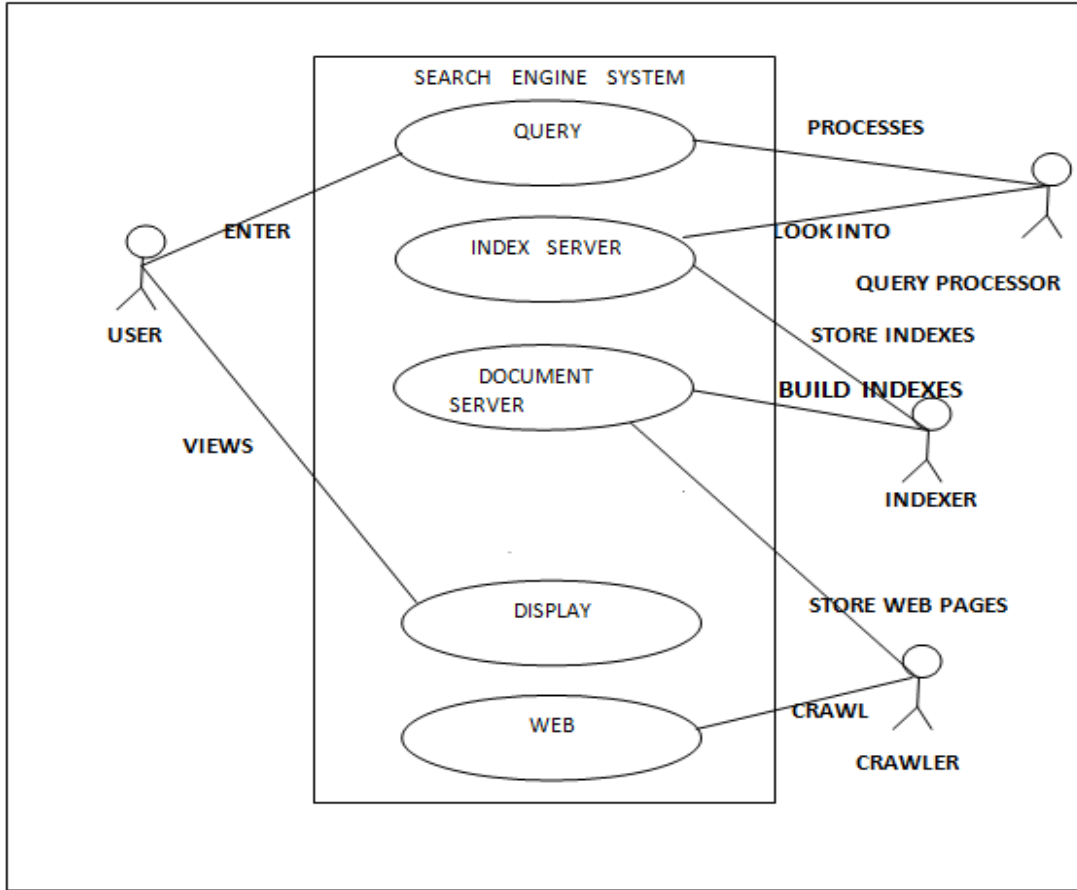 SEARCH ENGINE SYSTEM
QUERY
PROCESSES
ENTER
INDEX SERVER
LOOK INTO
QUERY PROCESSOR
USER
STORE INDEXES
DOCUMENT
SERVER
BUILD INDEXES
VIEWS
INDEXER
DISPLAY
STORE WEB PAGES
WEB
CRAWL
CRAWLER